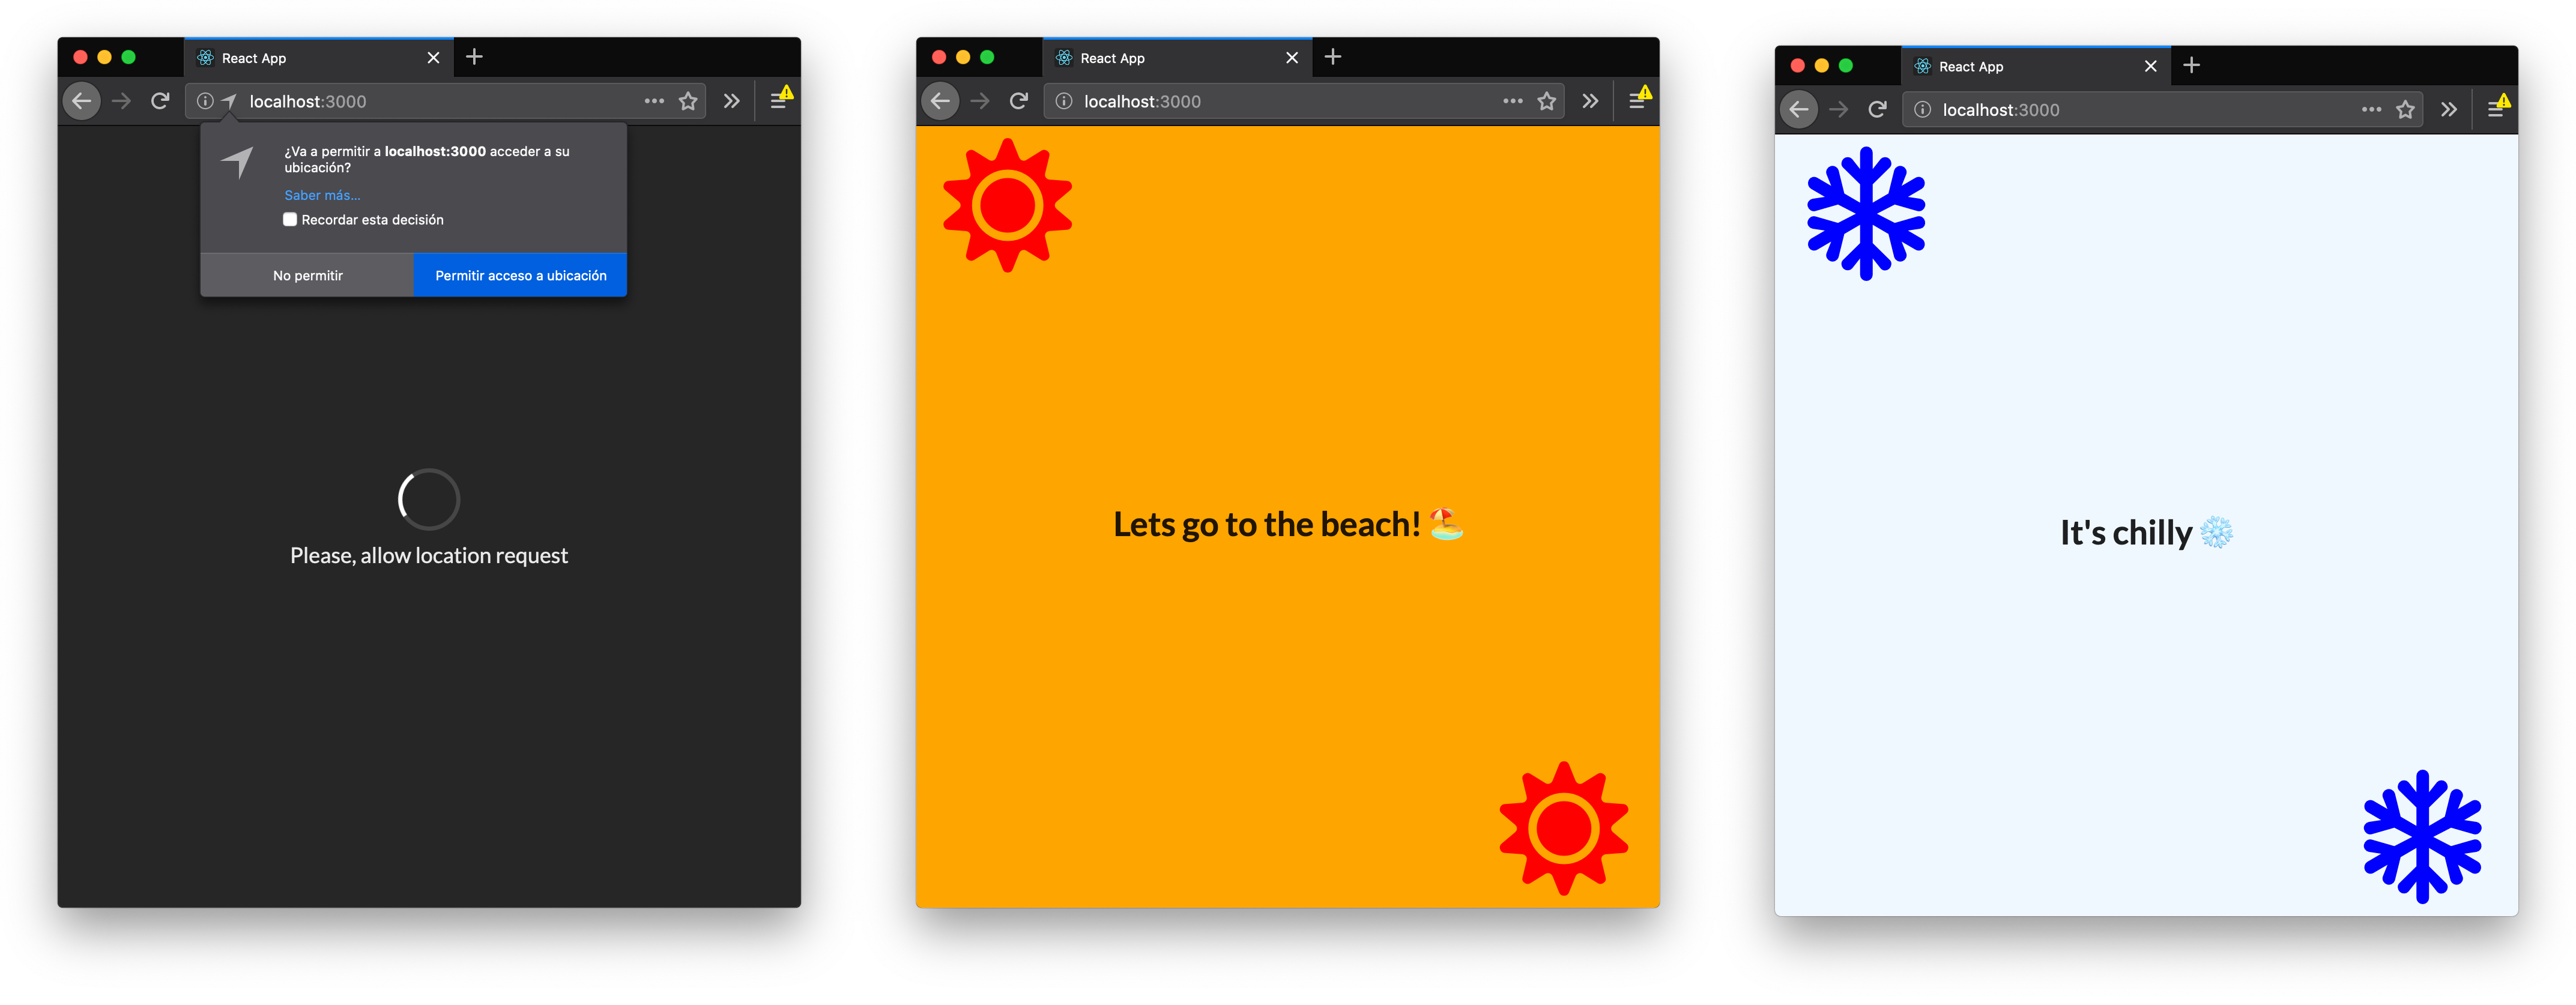 React App
localhost:3000
¿Va a permitir a localhost:3000 acceder a su
ubicación?
Saber más...
Recordar esta decisión
No permitir
Permitir acceso a ubicación
Please, allow location request
React App
localhost:3000
Lets go to the beach! 🏖️
React App
localhost:3000
It's chilly ❄️